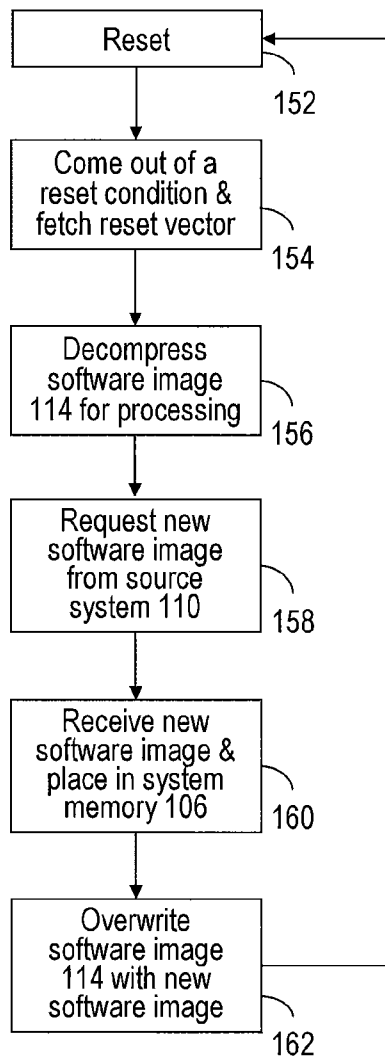 Reset
152
Come out of a
reset condition &
fetch reset vector
154
Decompress
software image
114 for processing
156
Request new
software image
from source
system 110
158
Receive new
software image &
place in system
memory 106
160
Overwrite
software image
114 with new
software image
162